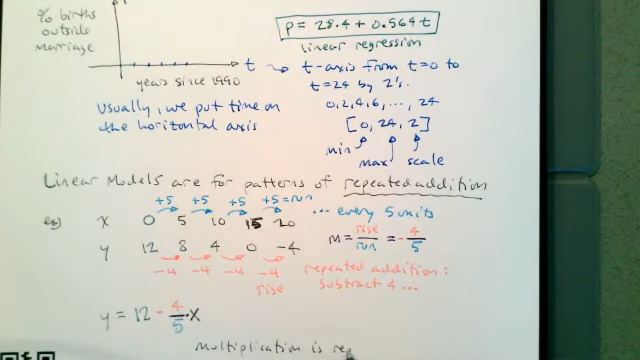 % births
outside
marriage
P = 28.4 + 0.564t
linear regression
t
years since 1990
t-axis from t=0 to
t=24 by 2's.
0, 2, 4, 6, ..., 24
[0, 24, 2]
min
max
scale
Usually, we put time on
the horizontal axis
Linear Models are for patterns of repeated addition
+5 +5 +5 +5 = run
ex) x 0 5 10 15 20 ... every 5 units
y 12 8 4 0 -4
m = rise/run = -4/5
-4 -4 -4 -4
rise
repeated addition:
subtract 4 ...
y = 12 - 4/5 · x
Multiplication is rep